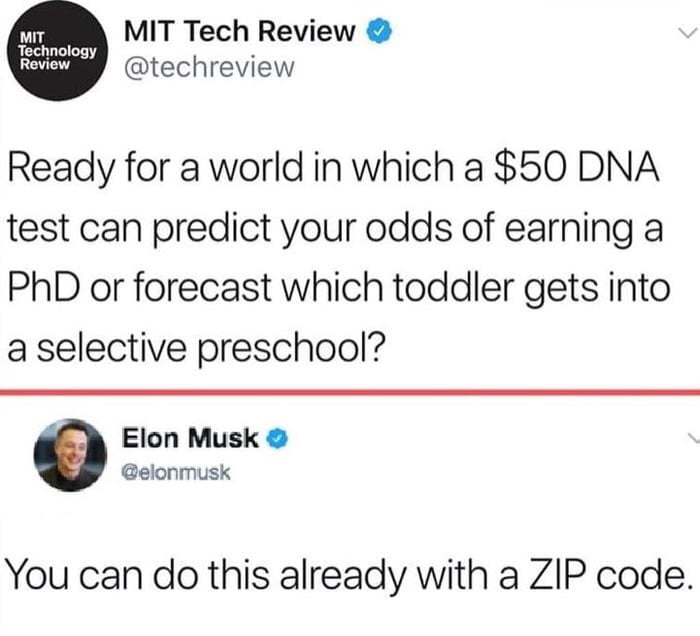 MIT
Technology
Review
MIT Tech Review
@techreview
Ready for a world in which a $50 DNA
test can predict your odds of earning a
PhD or forecast which toddler gets into
a selective preschool?
Elon Musk
@elonmusk
You can do this already with a ZIP code.